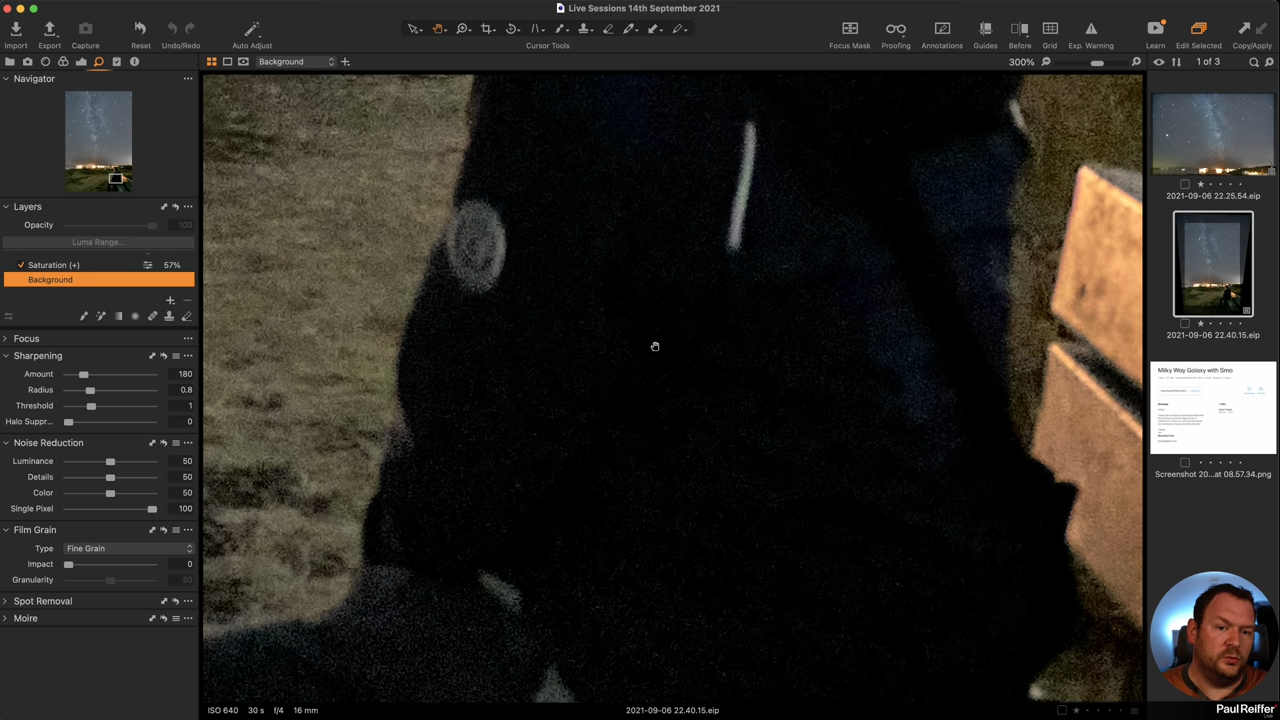 Live Sessions 14th September 2021
Import
Export
Capture
Reset
Undo/Redo
Auto Adjust
Cursor Tools
Focus Mask
Proofing
Annotations
Guides
Before
Grid
Exp. Warning
Learn
Edit Selected
Copy/Apply
Background
300%
1 of 3
Navigator
Layers
Opacity 100
Luma Range...
Saturation (+) 57%
Background
Focus
Sharpening
Amount 180
Radius 0.8
Threshold 1
Halo Suppr... 0
Noise Reduction
Luminance 50
Details 50
Color 50
Single Pixel 100
Film Grain
Type Fine Grain
Impact 0
Granularity 50
Spot Removal
Moire
2021-09-06 22.25.54.eip
2021-09-06 22.40.15.eip
Milky Way Galaxy with Smo
Screenshot 20...at 08.57.34.png
ISO 640 30 s f/4 16 mm
2021-09-06 22.40.15.eip
PaulReiffer
Live